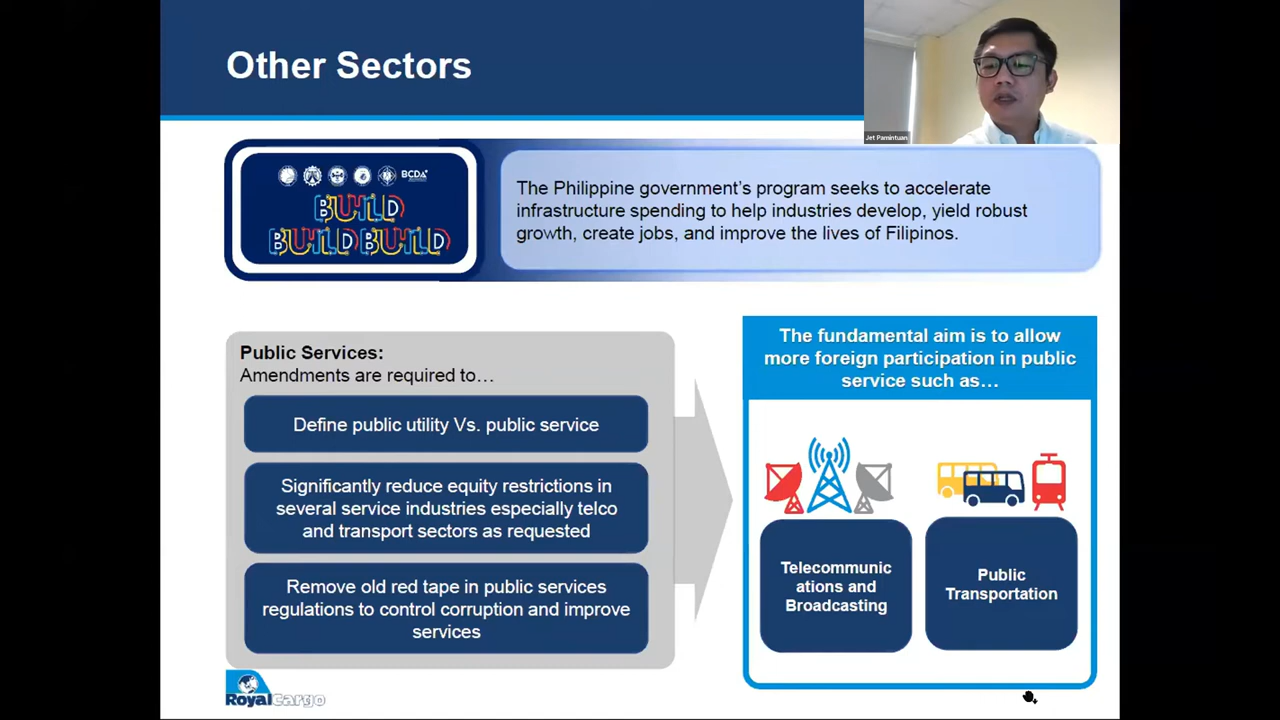 Other Sectors
Jet Pamintuan
BCDA
BUILD
BUILD BUILD
The Philippine government's program seeks to accelerate
infrastructure spending to help industries develop, yield robust
growth, create jobs, and improve the lives of Filipinos.
Public Services:
Amendments are required to…
Define public utility Vs. public service
Significantly reduce equity restrictions in
several service industries especially telco
and transport sectors as requested
Remove old red tape in public services
regulations to control corruption and improve
services
The fundamental aim is to allow
more foreign participation in public
service such as…
Telecommunic
ations and
Broadcasting
Public
Transportation
RoyalCargo